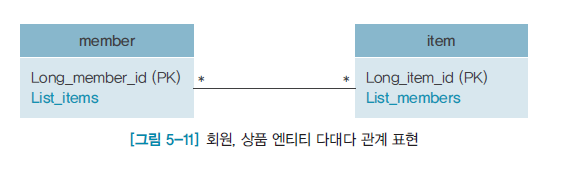 member
item
Long_member_id (PK)
List_items
*
*
Long_item_id (PK)
List_members
[그림 5-11] 회원, 상품 엔티티 다대다 관계 표현